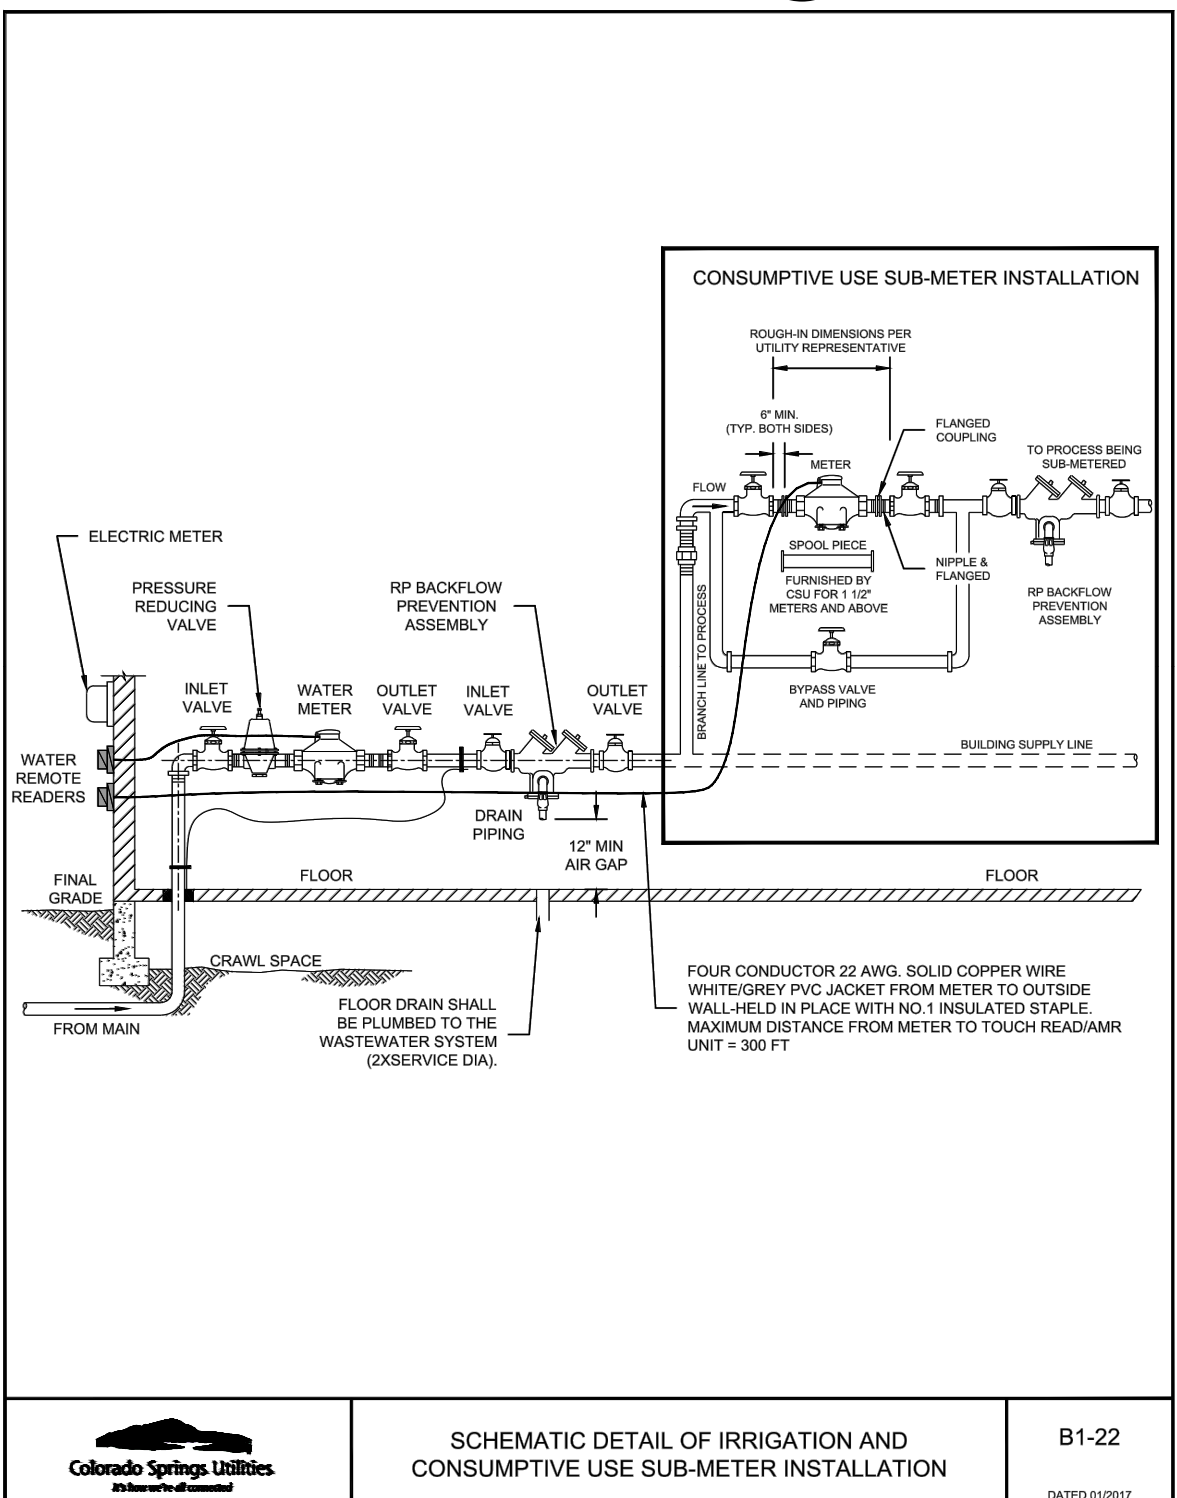 CONSUMPTIVE USE SUB-METER INSTALLATION
ROUGH-IN DIMENSIONS PER
UTILITY REPRESENTATIVE
6" MIN.
(TYP. BOTH SIDES)
FLANGED
COUPLING
METER
TO PROCESS BEING
SUB-METERED
FLOW
SPOOL PIECE
FURNISHED BY
CSU FOR 1 1/2"
METERS AND ABOVE
NIPPLE &
FLANGED
RP BACKFLOW
PREVENTION
ASSEMBLY
BRANCH LINE TO PROCESS
BYPASS VALVE
AND PIPING
BUILDING SUPPLY LINE
ELECTRIC METER
PRESSURE
REDUCING
VALVE
RP BACKFLOW
PREVENTION
ASSEMBLY
INLET
VALVE
WATER
METER
OUTLET
VALVE
INLET
VALVE
OUTLET
VALVE
WATER
REMOTE
READERS
DRAIN
PIPING
12" MIN
AIR GAP
FINAL
GRADE
FLOOR
FLOOR
CRAWL SPACE
FROM MAIN
FLOOR DRAIN SHALL
BE PLUMBED TO THE
WASTEWATER SYSTEM
(2XSERVICE DIA).
FOUR CONDUCTOR 22 AWG. SOLID COPPER WIRE
WHITE/GREY PVC JACKET FROM METER TO OUTSIDE
WALL-HELD IN PLACE WITH NO.1 INSULATED STAPLE.
MAXIMUM DISTANCE FROM METER TO TOUCH READ/AMR
UNIT = 300 FT
Colorado Springs Utilities
It's how we're all connected
SCHEMATIC DETAIL OF IRRIGATION AND
CONSUMPTIVE USE SUB-METER INSTALLATION
B1-22
DATED 01/2017